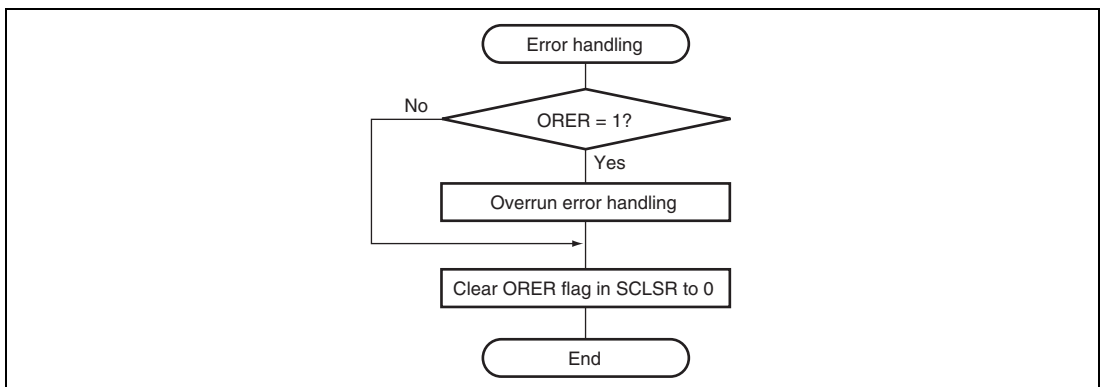 Error handling
No
ORER = 1?
Yes
Overrun error handling
Clear ORER flag in SCLSR to 0
End